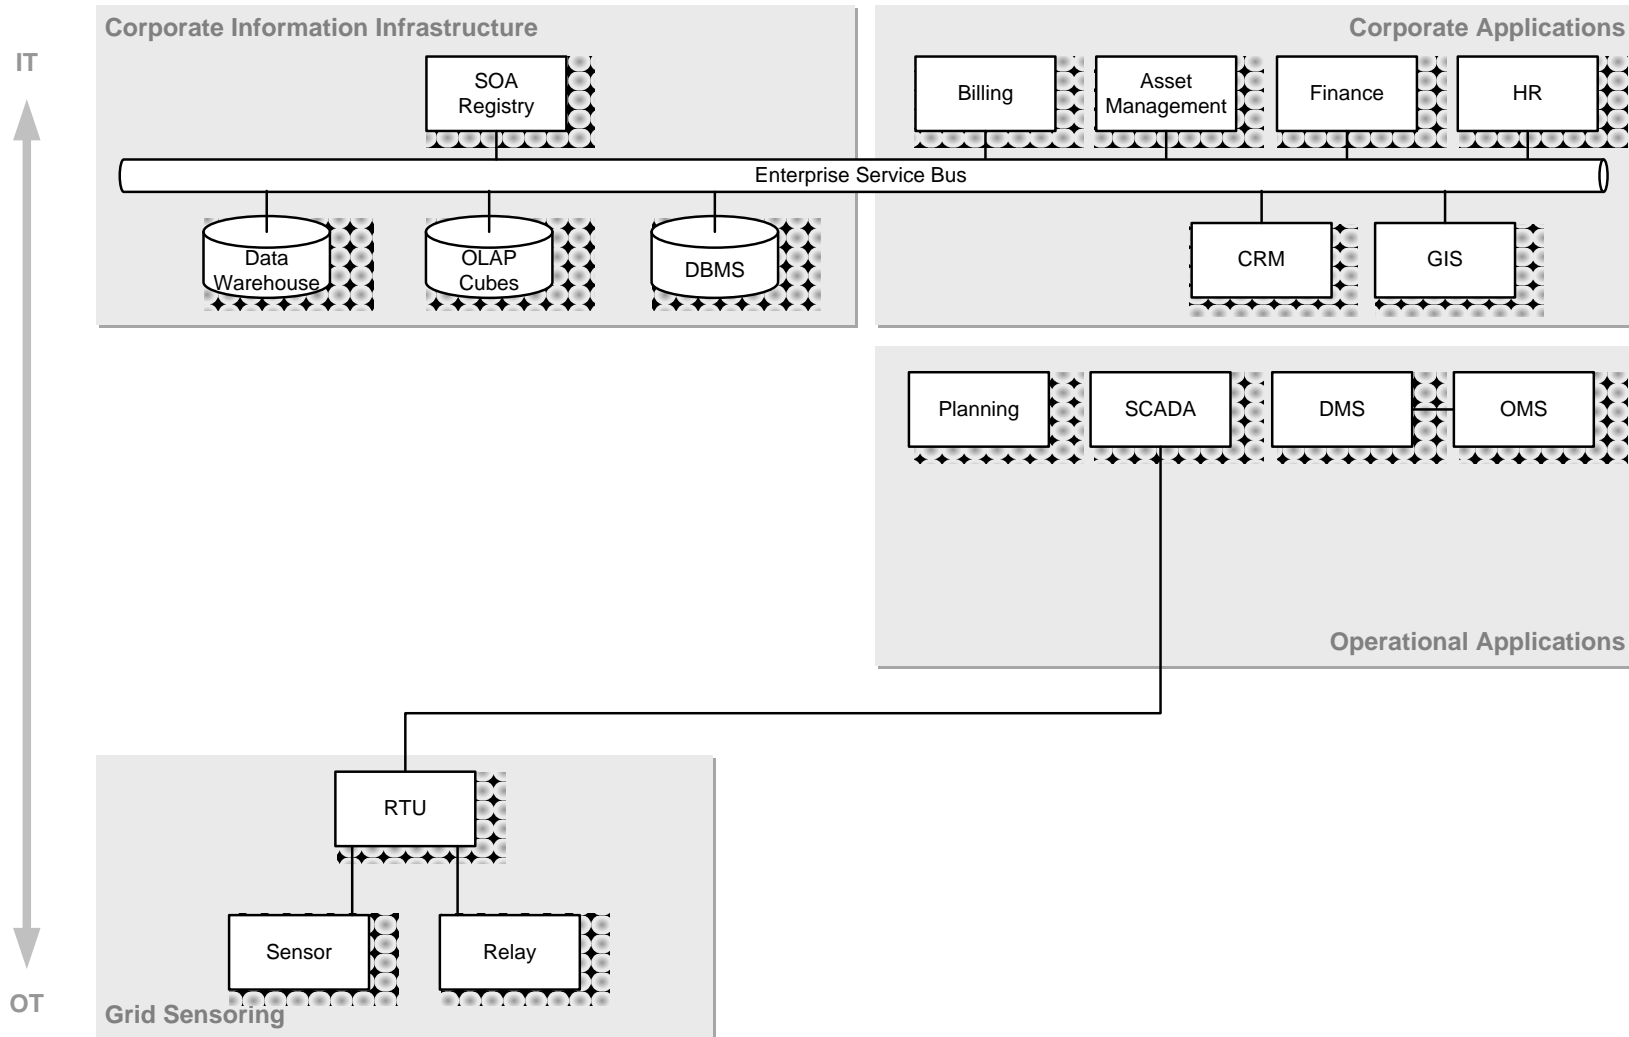 Corporate Information Infrastructure
Corporate Applications
IT
SOA
Registry
Billing
Asset
Management
Finance
HR
Enterprise Service Bus
Data
Warehouse
OLAP
Cubes
DBMS
CRM
GIS
Planning
SCADA
DMS
OMS
Operational Applications
RTU
Sensor
Relay
OT
Grid Sensoring